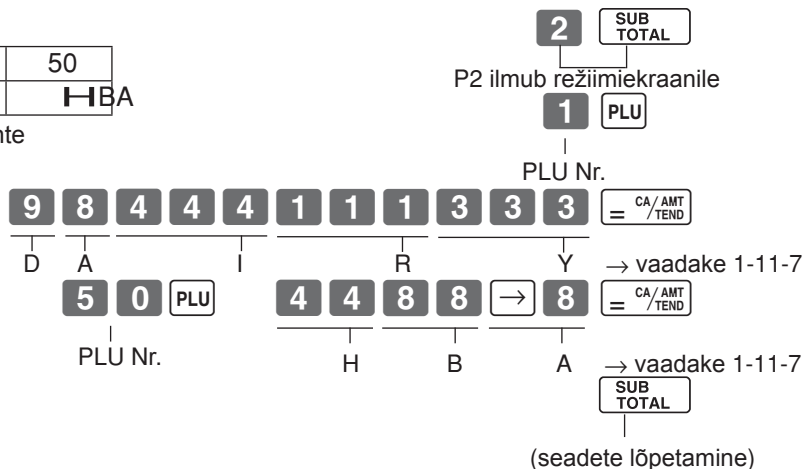 2 SUB TOTAL
50
P2 ilmub režiimiekraanile
HBA
1 PLU
nte
PLU Nr.
9 8 4 4 4 1 1 1 3 3 3 = CA/AMT TEND
D A I R Y → vaadake 1-11-7
5 0 PLU 4 4 8 8 → 8 = CA/AMT TEND
PLU Nr. H B A → vaadake 1-11-7
SUB TOTAL
(seadete lõpetamine)